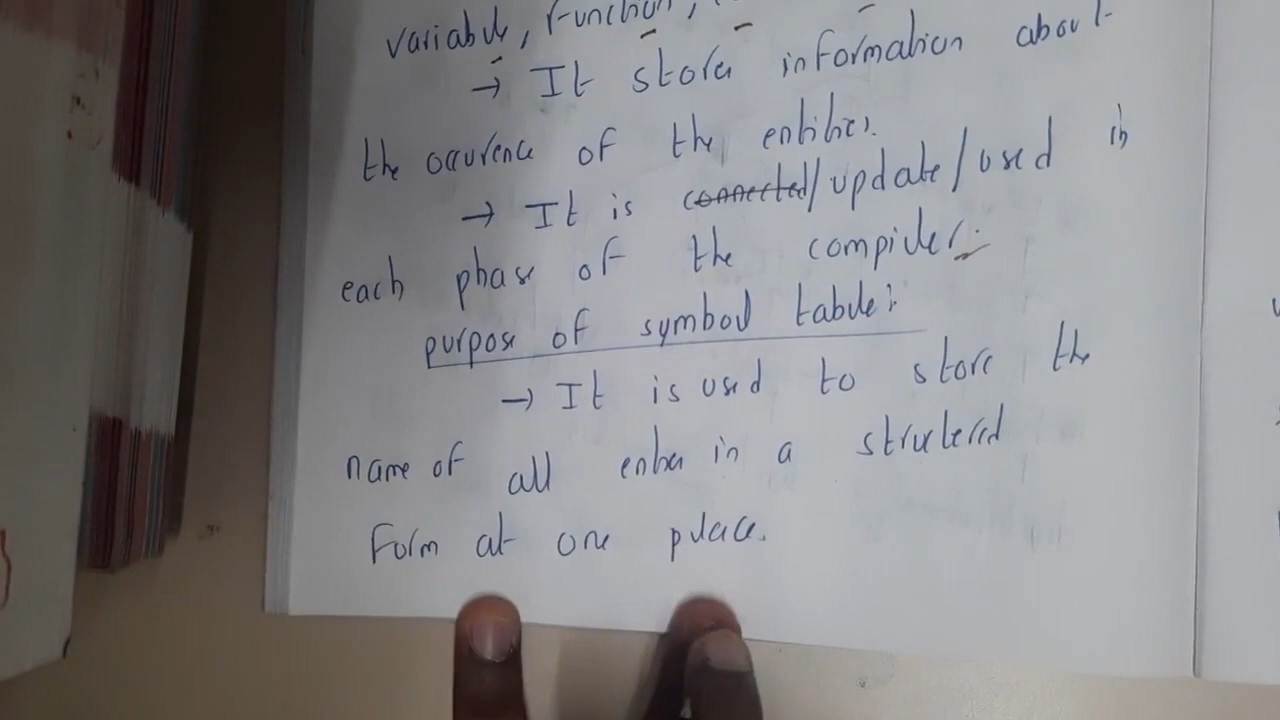 variable, function,
→ It store information about
the occurence of the entities.
→ It is connected/update/used in
each phase of the compiler.
purpose of symbol table:
→ It is used to store the
name of all in a structered
Form at one place.